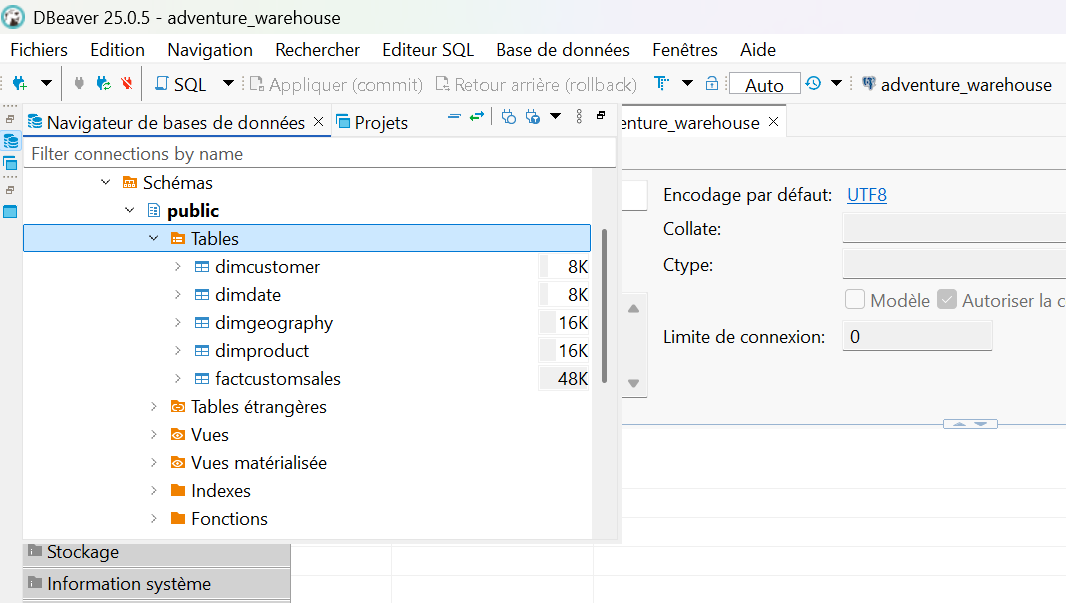 DBeaver 25.0.5 - adventure_warehouse
Fichiers Edition Navigation Rechercher Editeur SQL Base de données Fenêtres Aide
SQL Appliquer (commit) Retour arrière (rollback) Auto adventure_warehouse
Navigateur de bases de données Projets enture_warehouse
Filter connections by name
Schémas
public
Tables
dimcustomer 8K
dimdate 8K
dimgeography 16K
dimproduct 16K
factcustomsales 48K
Tables étrangères
Vues
Vues matérialisée
Indexes
Fonctions
Stockage
Information système
Encodage par défaut: UTF8
Collate:
Ctype:
Modèle Autoriser la c
Limite de connexion: 0